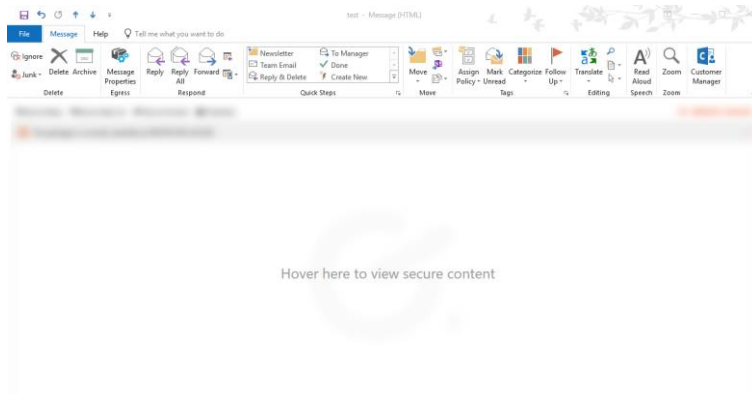 test - Message (HTML)
File Message Help Tell me what you want to do
Ignore
Junk
Delete Archive
Message Properties
Reply Reply All Forward
Newsletter To Manager
Team Email Done
Reply & Delete Create New
Move
Assign Policy Mark Unread Categorize Follow Up
Translate
Read Aloud
Zoom
Customer Manager
Delete Egress Respond Quick Steps Move Tags Editing Speech Zoom
Hover here to view secure content